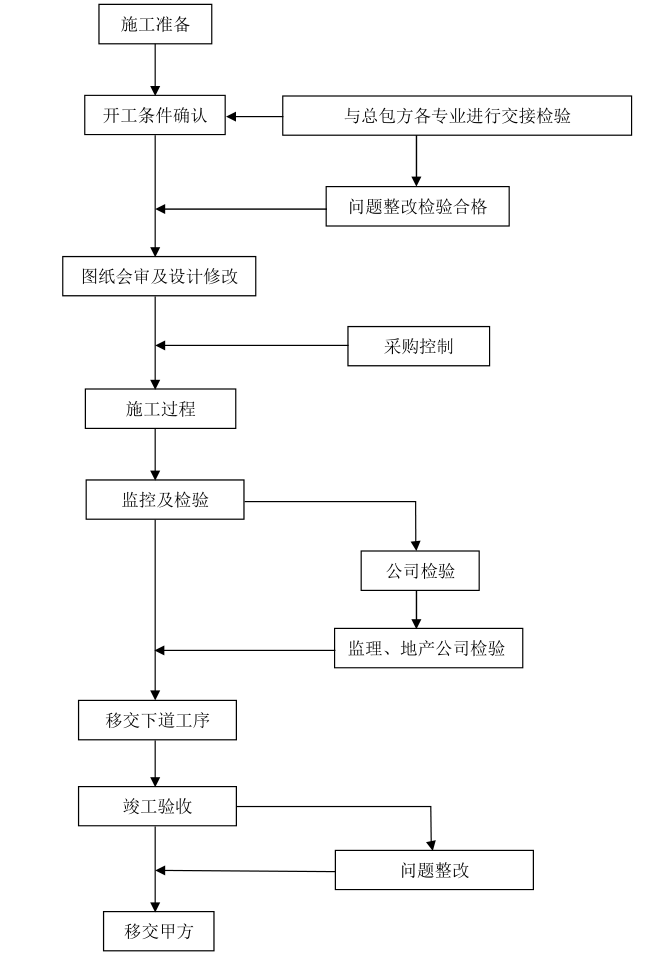 施工准备
开工条件确认
与总包方各专业进行交接检验
问题整改检验合格
图纸会审及设计修改
采购控制
施工过程
监控及检验
公司检验
监理、地产公司检验
移交下道工序
竣工验收
问题整改
移交甲方